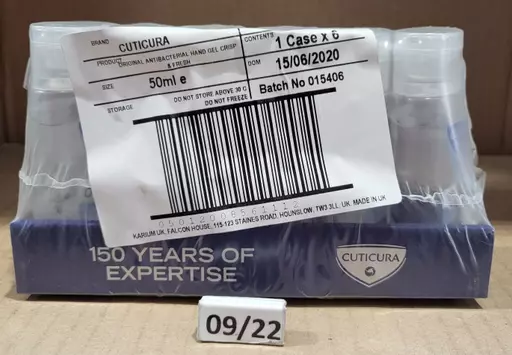 BRAND CUTICURA CONTENTS 1 Case x 6
PRODUCT ORIGINAL ANTIBACTERIAL HAND GEL CRISP & FRESH BOM 15/06/2020
SIZE 50ml e Batch No 015406
STORAGE DO NOT STORE ABOVE 30 C
DO NOT FREEZE
KARIUM UK, FALCON HOUSE, 115-123 STAINES ROAD, HOUNSLOW, TW3 3LL, UK. MADE IN UK
150 YEARS OF
EXPERTISE
CUTICURA
09/22